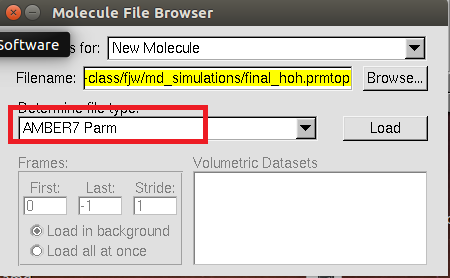 Molecule File Browser
Software
s for: New Molecule
Filename: -class/fjw/md_simulations/final_hoh.prmtop Browse...
Determine file type:
AMBER7 Parm Load
Frames: Volumetric Datasets
First: Last: Stride:
0 -1 1
Load in background
Load all at once